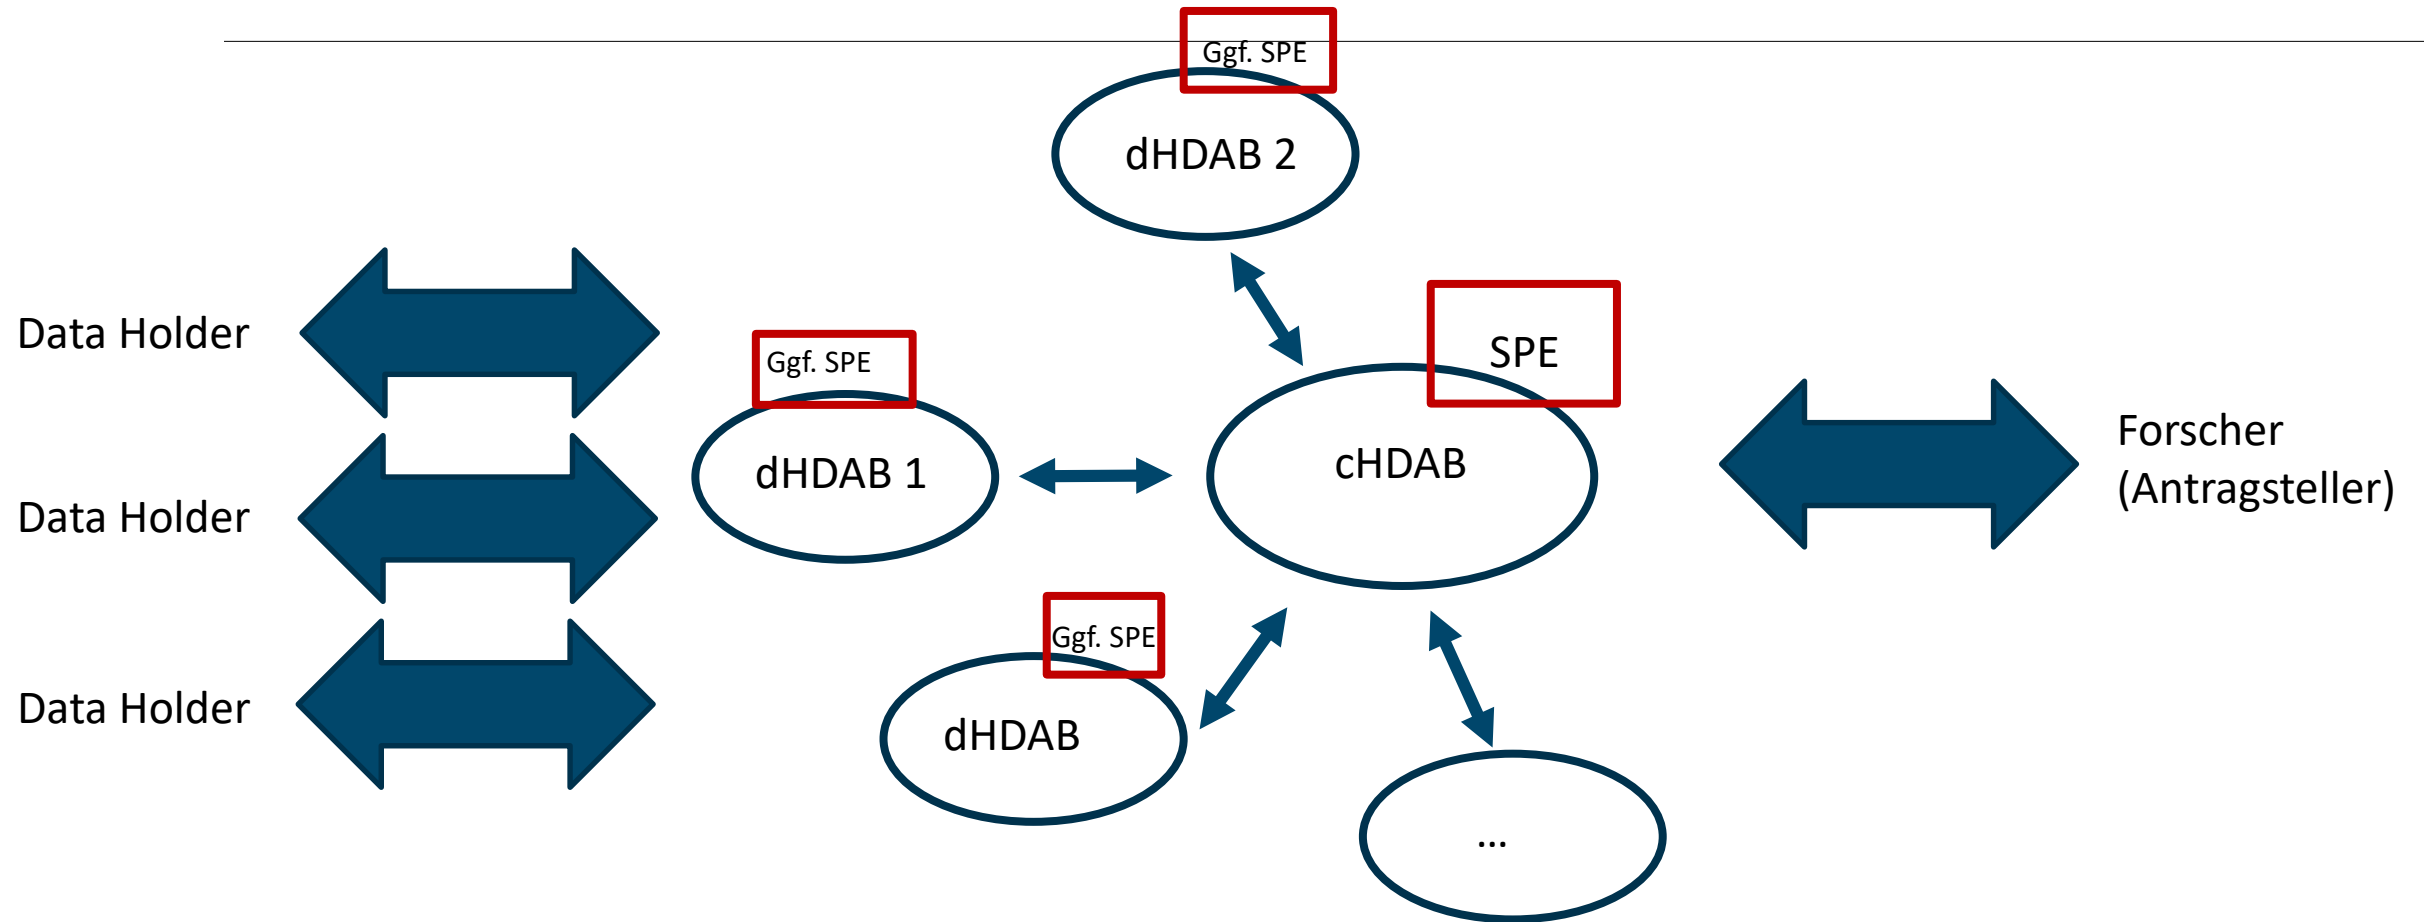 Ggf. SPE
dHDAB 2
Data Holder
Ggf. SPE
SPE
dHDAB 1
cHDAB
Forscher
(Antragsteller)
Data Holder
Ggf. SPE
Data Holder
dHDAB
...